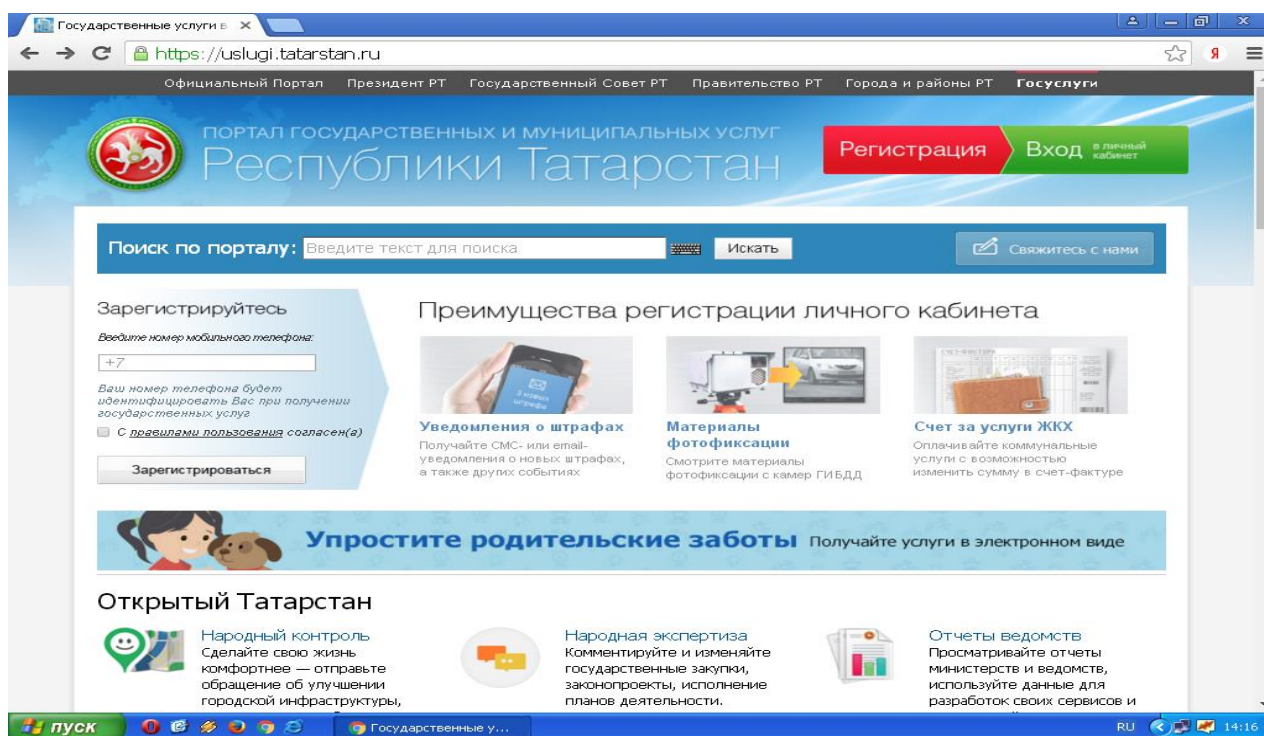 Государственные услуги в
https://uslugi.tatarstan.ru
Я
Официальный Портал Президент РТ Государственный Совет РТ Правительство РТ Города и районы РТ Госуслуги
ПОРТАЛ ГОСУДАРСТВЕННЫХ И МУНИЦИПАЛЬНЫХ УСЛУГ
Республики Татарстан
Регистрация Вход в личный
кабинет
Поиск по порталу: Введите текст для поиска Искать Свяжитесь с нами
Зарегистрируйтесь
Введите номер мобильного телефона:
+7
Ваш номер телефона будет
идентифицировать Вас при получении
государственных услуг
С правилами пользования согласен(а)
Зарегистрироваться
Преимущества регистрации личного кабинета
3 новых
штрафа
СЧЕТ-ФАКТУРА
Уведомления о штрафах
Получайте СМС- или email-
уведомления о новых штрафах,
а также других событиях
Материалы
фотофиксации
Смотрите материалы
фотофиксации с камер ГИБДД
Счет за услуги ЖКХ
Оплачивайте коммунальные
услуги с возможностью
изменить сумму в счет-фактуре
Упростите родительские заботы Получайте услуги в электронном виде
Открытый Татарстан
Народный контроль
Сделайте свою жизнь
комфортнее — отправьте
обращение об улучшении
городской инфраструктуры,
Народная экспертиза
Комментируйте и изменяйте
государственные закупки,
законопроекты, исполнение
планов деятельности.
Отчеты ведомств
Просматривайте отчеты
министерств и ведомств,
используйте данные для
разработок своих сервисов и
пуск Государственные у... RU 14:16